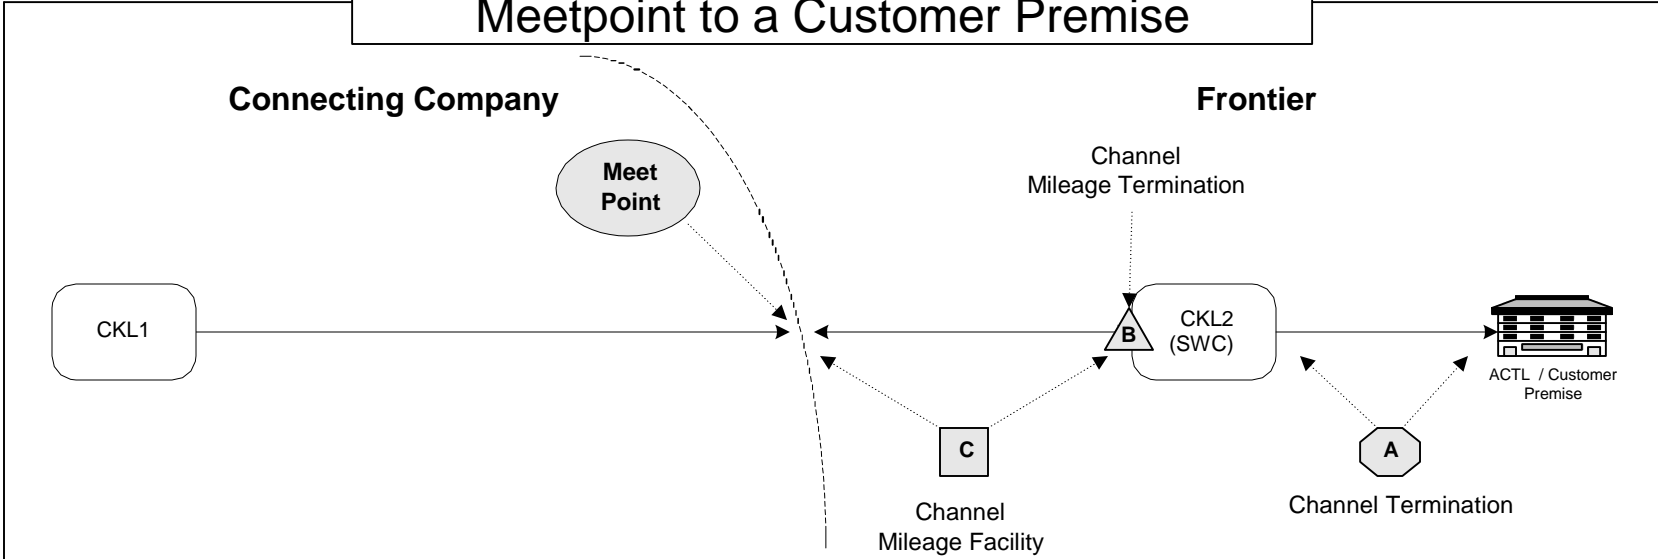 Meetpoint to a Customer Premise
Connecting Company
Frontier
Meet
Point
Channel
Mileage Termination
CKL1
B
CKL2
(SWC)
ACTL / Customer
Premise
C
A
Channel
Mileage Facility
Channel Termination